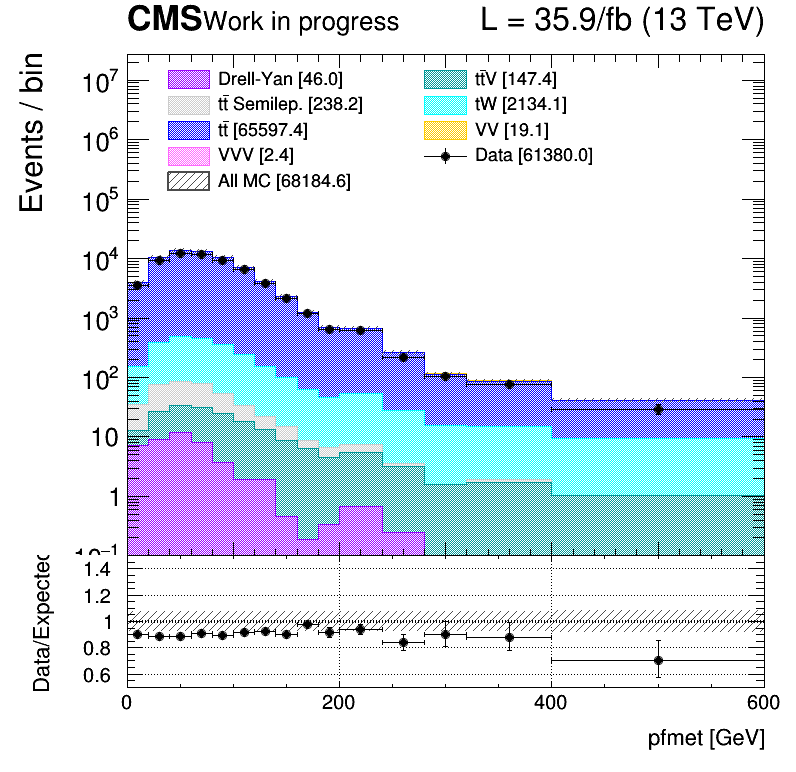 CMS Work in progress L = 35.9/fb (13 TeV)
Events / bin
Drell-Yan [46.0] tt̄V [147.4]
tt̄ Semilep. [238.2] tW [2134.1]
tt̄ [65597.4] VV [19.1]
VVV [2.4] Data [61380.0]
All MC [68184.6]
10⁷
10⁶
10⁵
10⁴
10³
10²
10
1
10⁻¹
Data/Expected
1.4
1.2
1
0.8
0.6
0 200 400 600
pfmet [GeV]